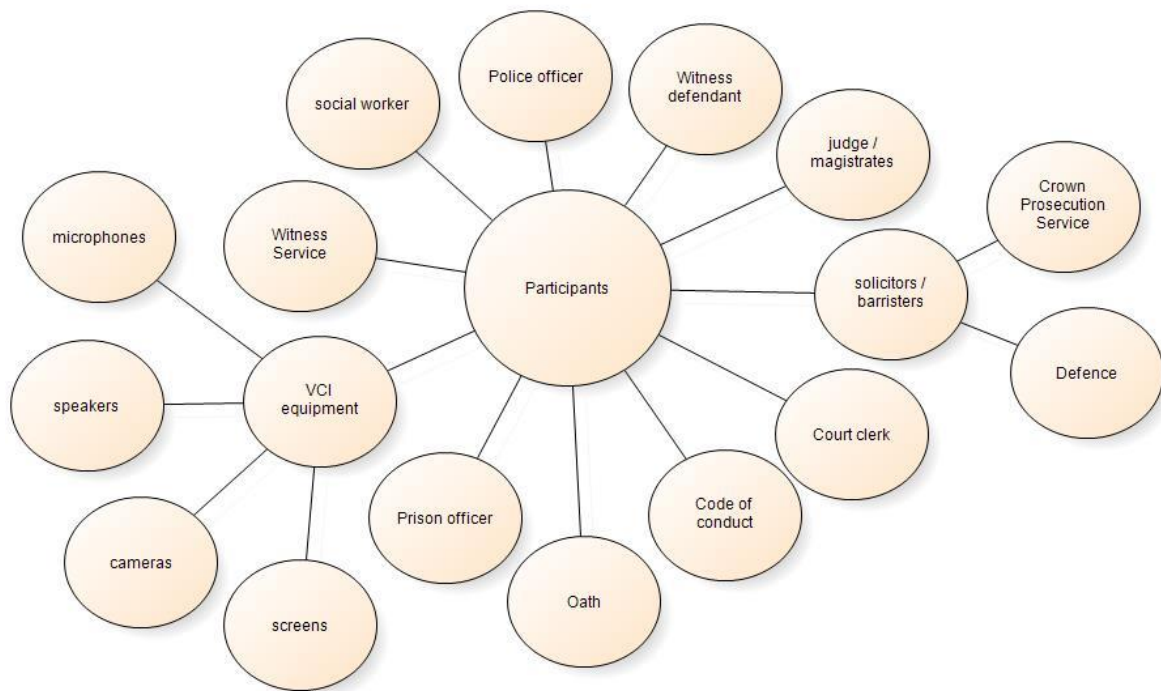 Police officer
Witness
defendant
social worker
judge /
magistrates
Crown
Prosecution
Service
microphones
Witness
Service
Participants
solicitors /
barristers
Defence
speakers
VCI
equipment
Court clerk
Prison officer
Code of
conduct
cameras
Oath
screens